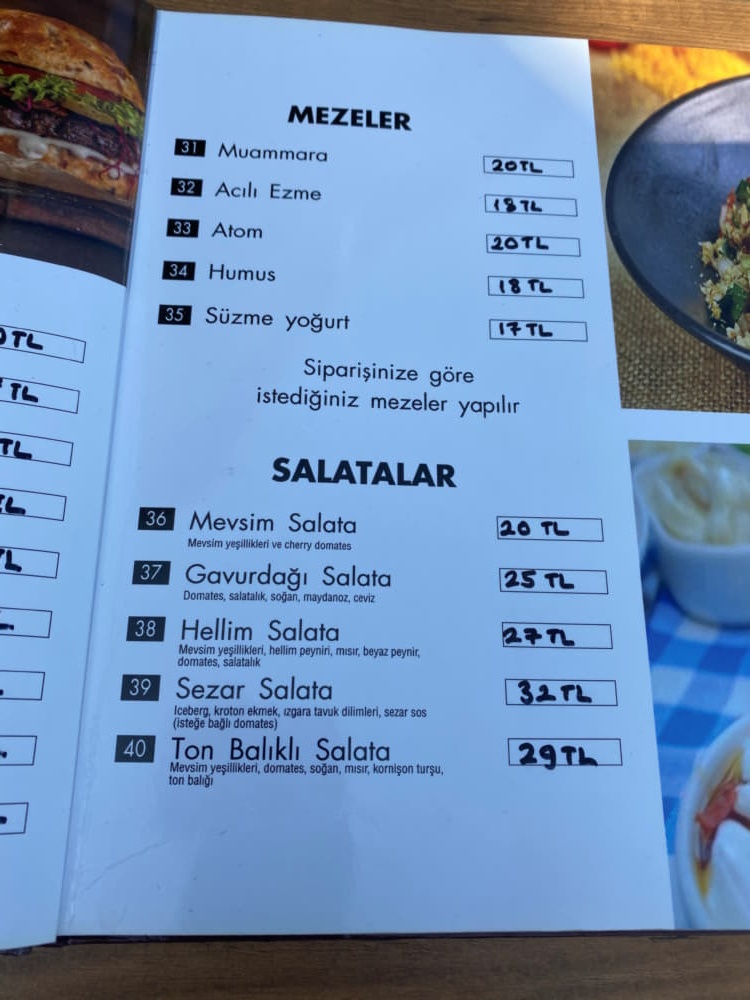 MEZELER
31 Muammara 20TL
32 Acılı Ezme 18TL
33 Atom 20TL
34 Humus 18TL
35 Süzme yoğurt 17TL
Siparişinize göre
istediğiniz mezeler yapılır
SALATALAR
36 Mevsim Salata 20 TL
Mevsim yeşillikleri ve cherry domates
37 Gavurdağı Salata 25 TL
Domates, salatalık, soğan, maydanoz, ceviz
38 Hellim Salata 27TL
Mevsim yeşillikleri, hellim peyniri, mısır, beyaz peynir,
domates, salatalık
39 Sezar Salata 32TL
Iceberg, kroton ekmek, ızgara tavuk dilimleri, sezar sos
(isteğe bağlı domates)
40 Ton Balıklı Salata 29TL
Mevsim yeşillikleri, domates, soğan, mısır, kornişon turşu,
ton balığı